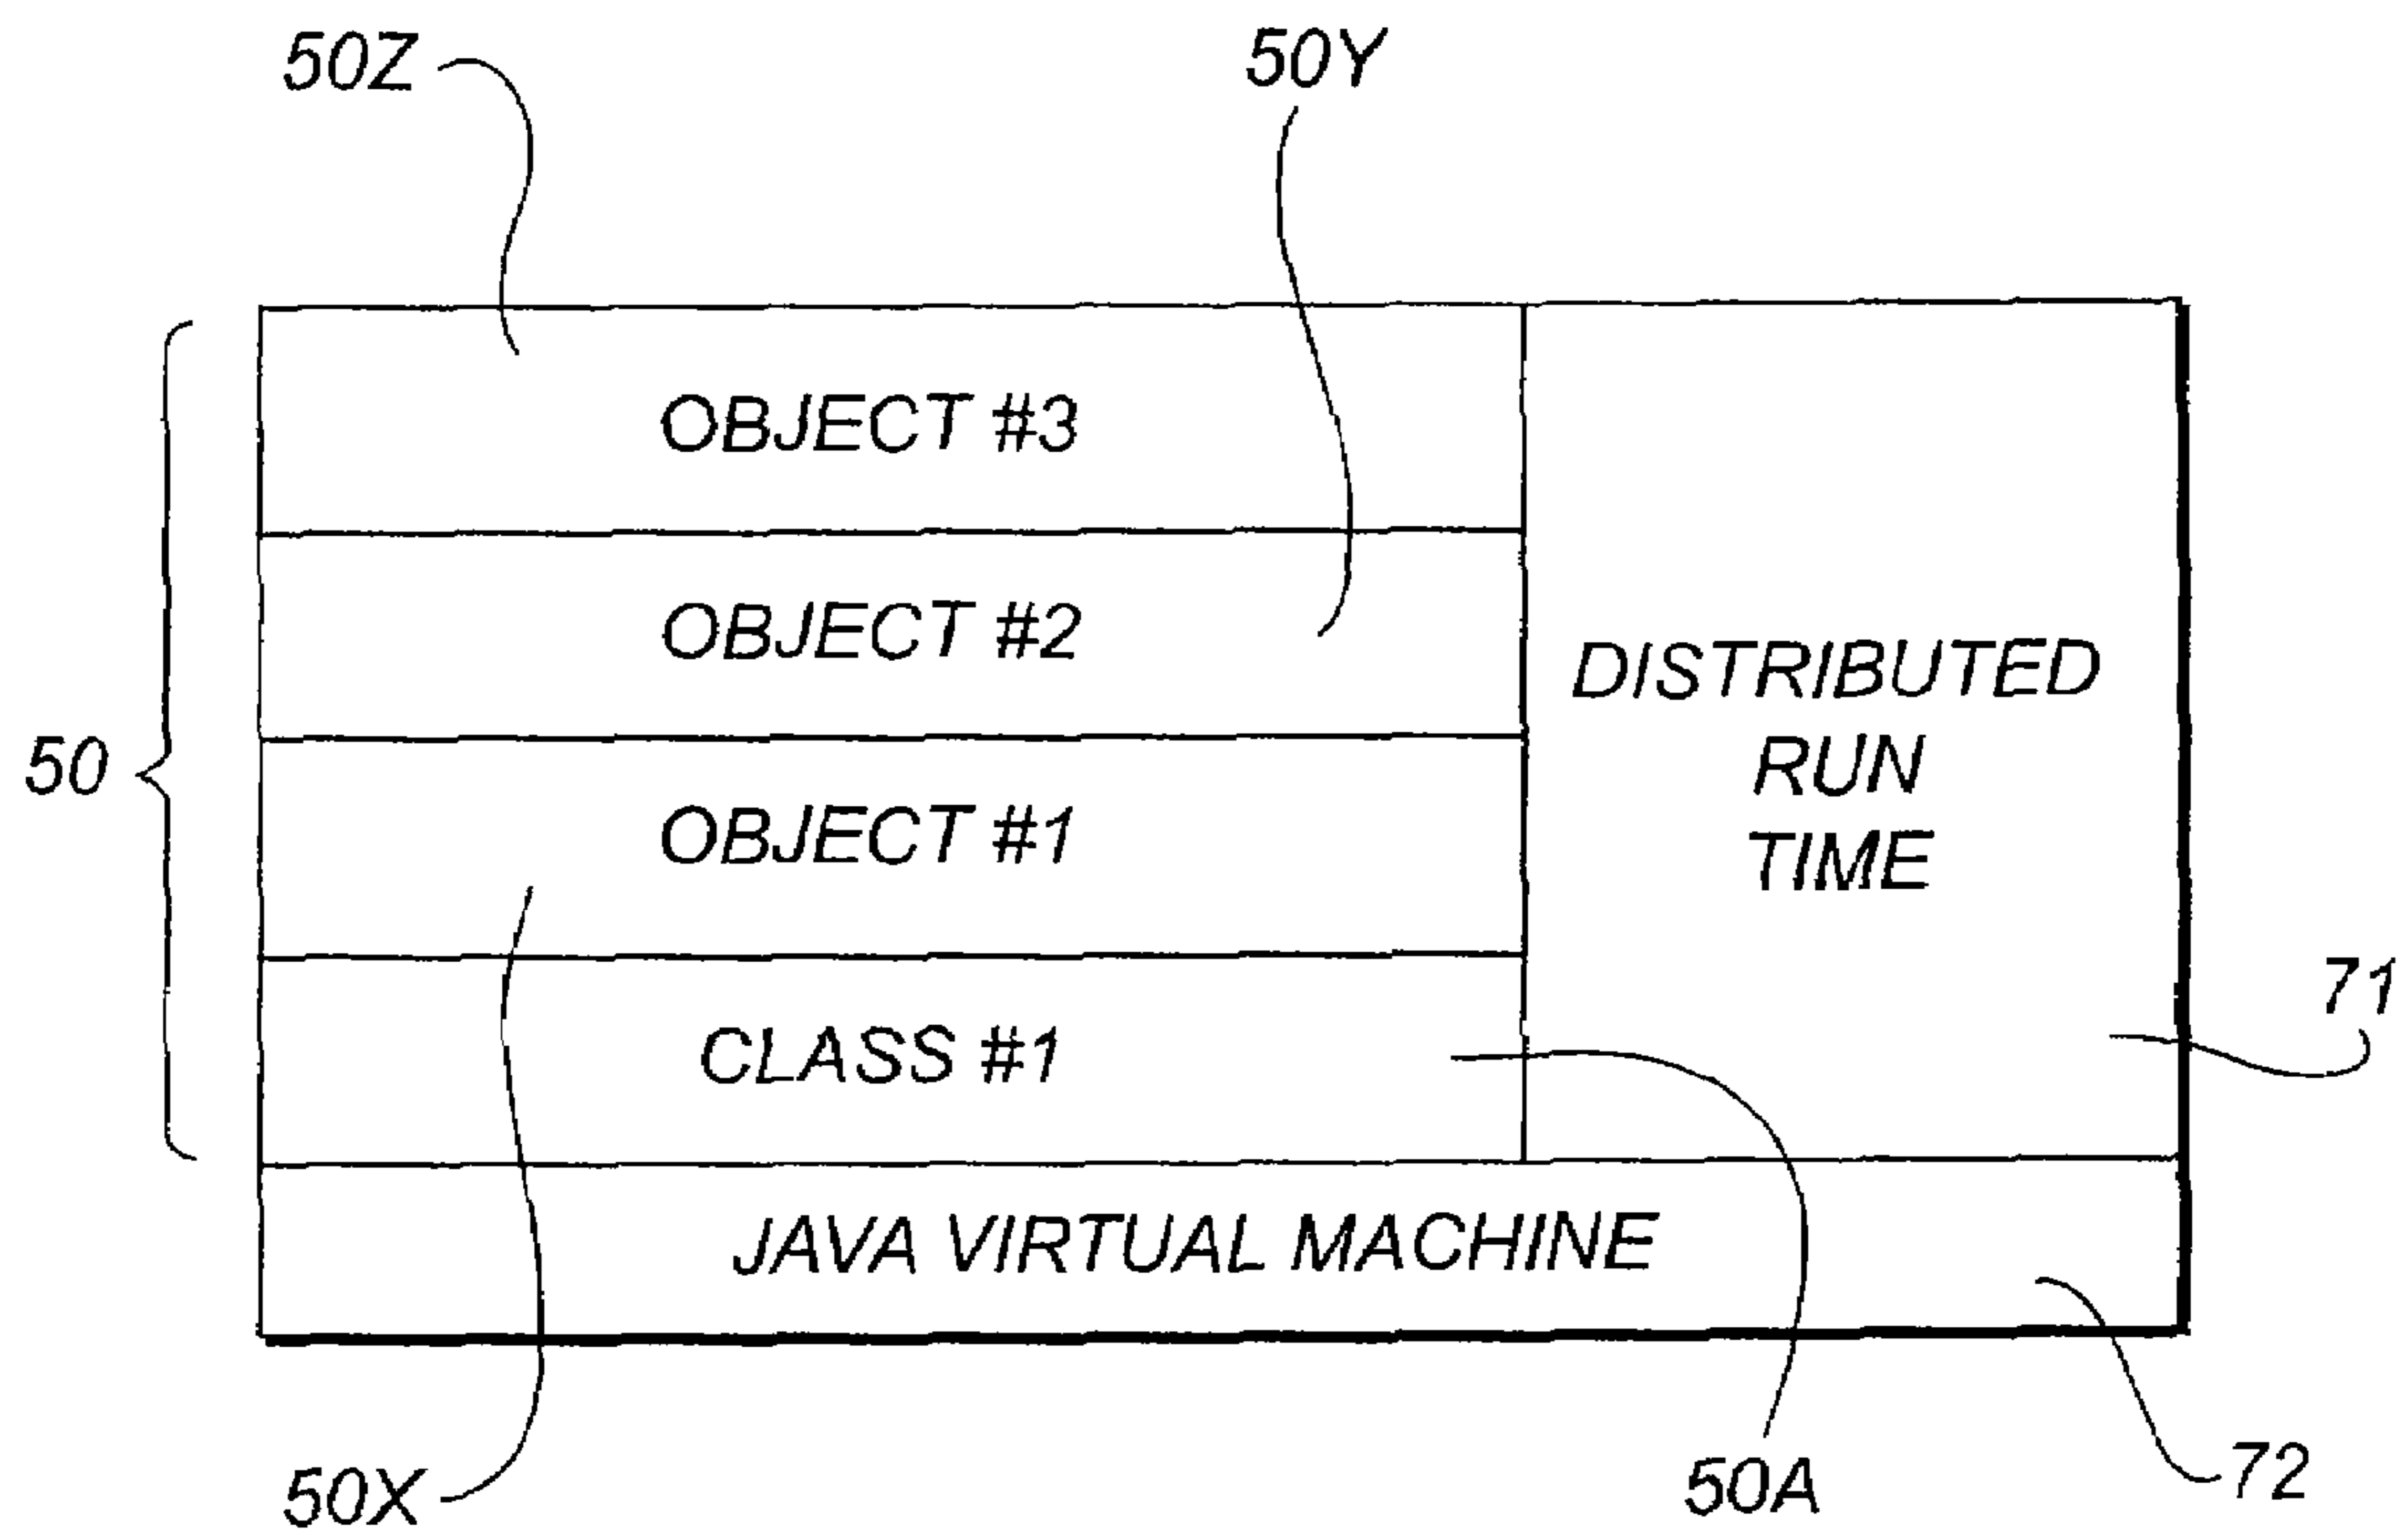 50Z
50Y
OBJECT #3
OBJECT #2
DISTRIBUTED
RUN
TIME
50
OBJECT #1
71
CLASS #1
JAVA VIRTUAL MACHINE
50X
50A
72